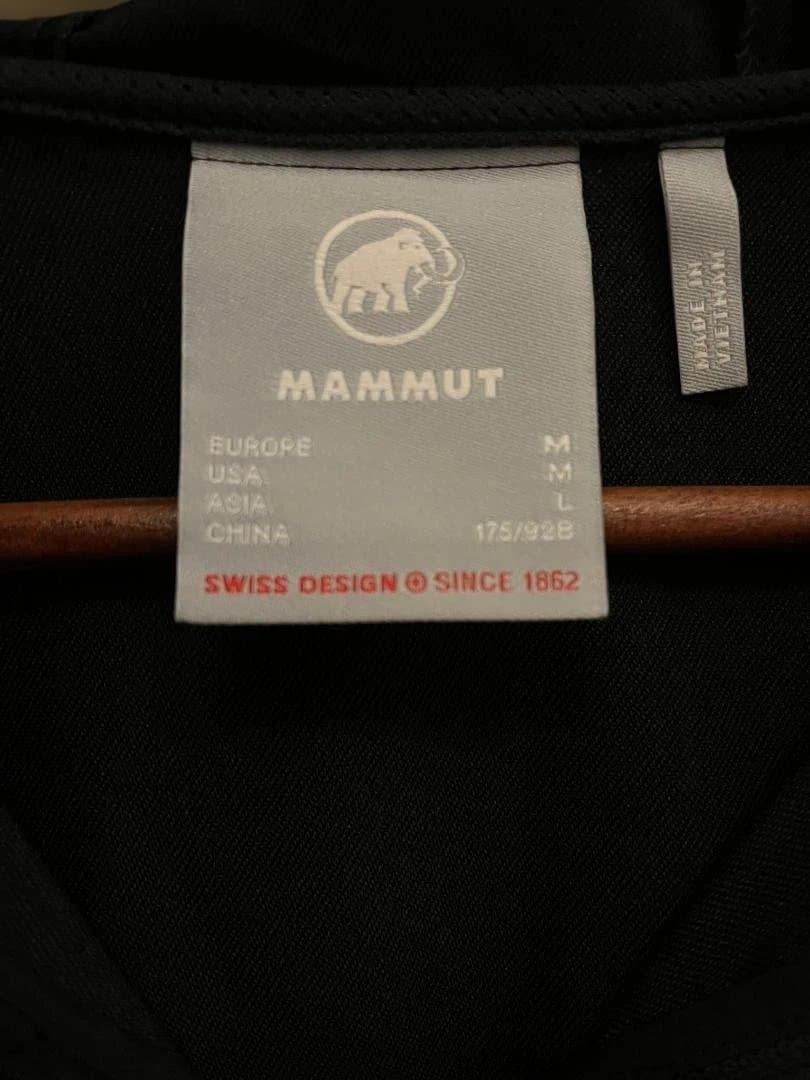 MAMMUT
EUROPE M
USA M
ASIA L
CHINA 175/92B
SWISS DESIGN SINCE 1862
MADE IN
VIETNAM